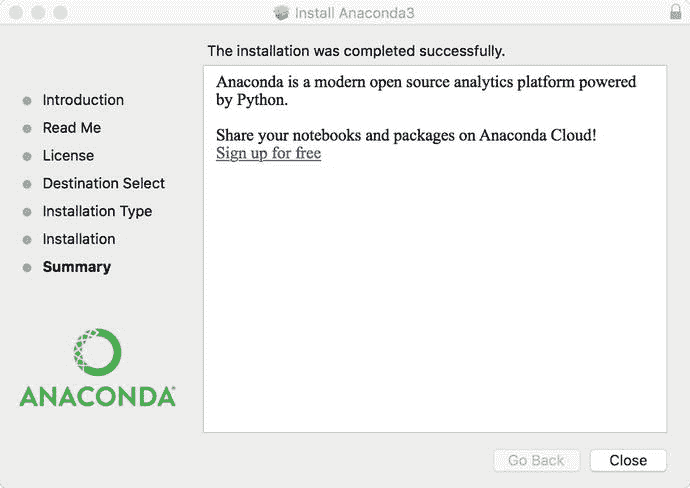 Install Anaconda3
The installation was completed successfully.
Introduction
Read Me
License
Destination Select
Installation Type
Installation
Summary
ANACONDA®
Anaconda is a modern open source analytics platform powered
by Python.
Share your notebooks and packages on Anaconda Cloud!
Sign up for free
Go Back
Close